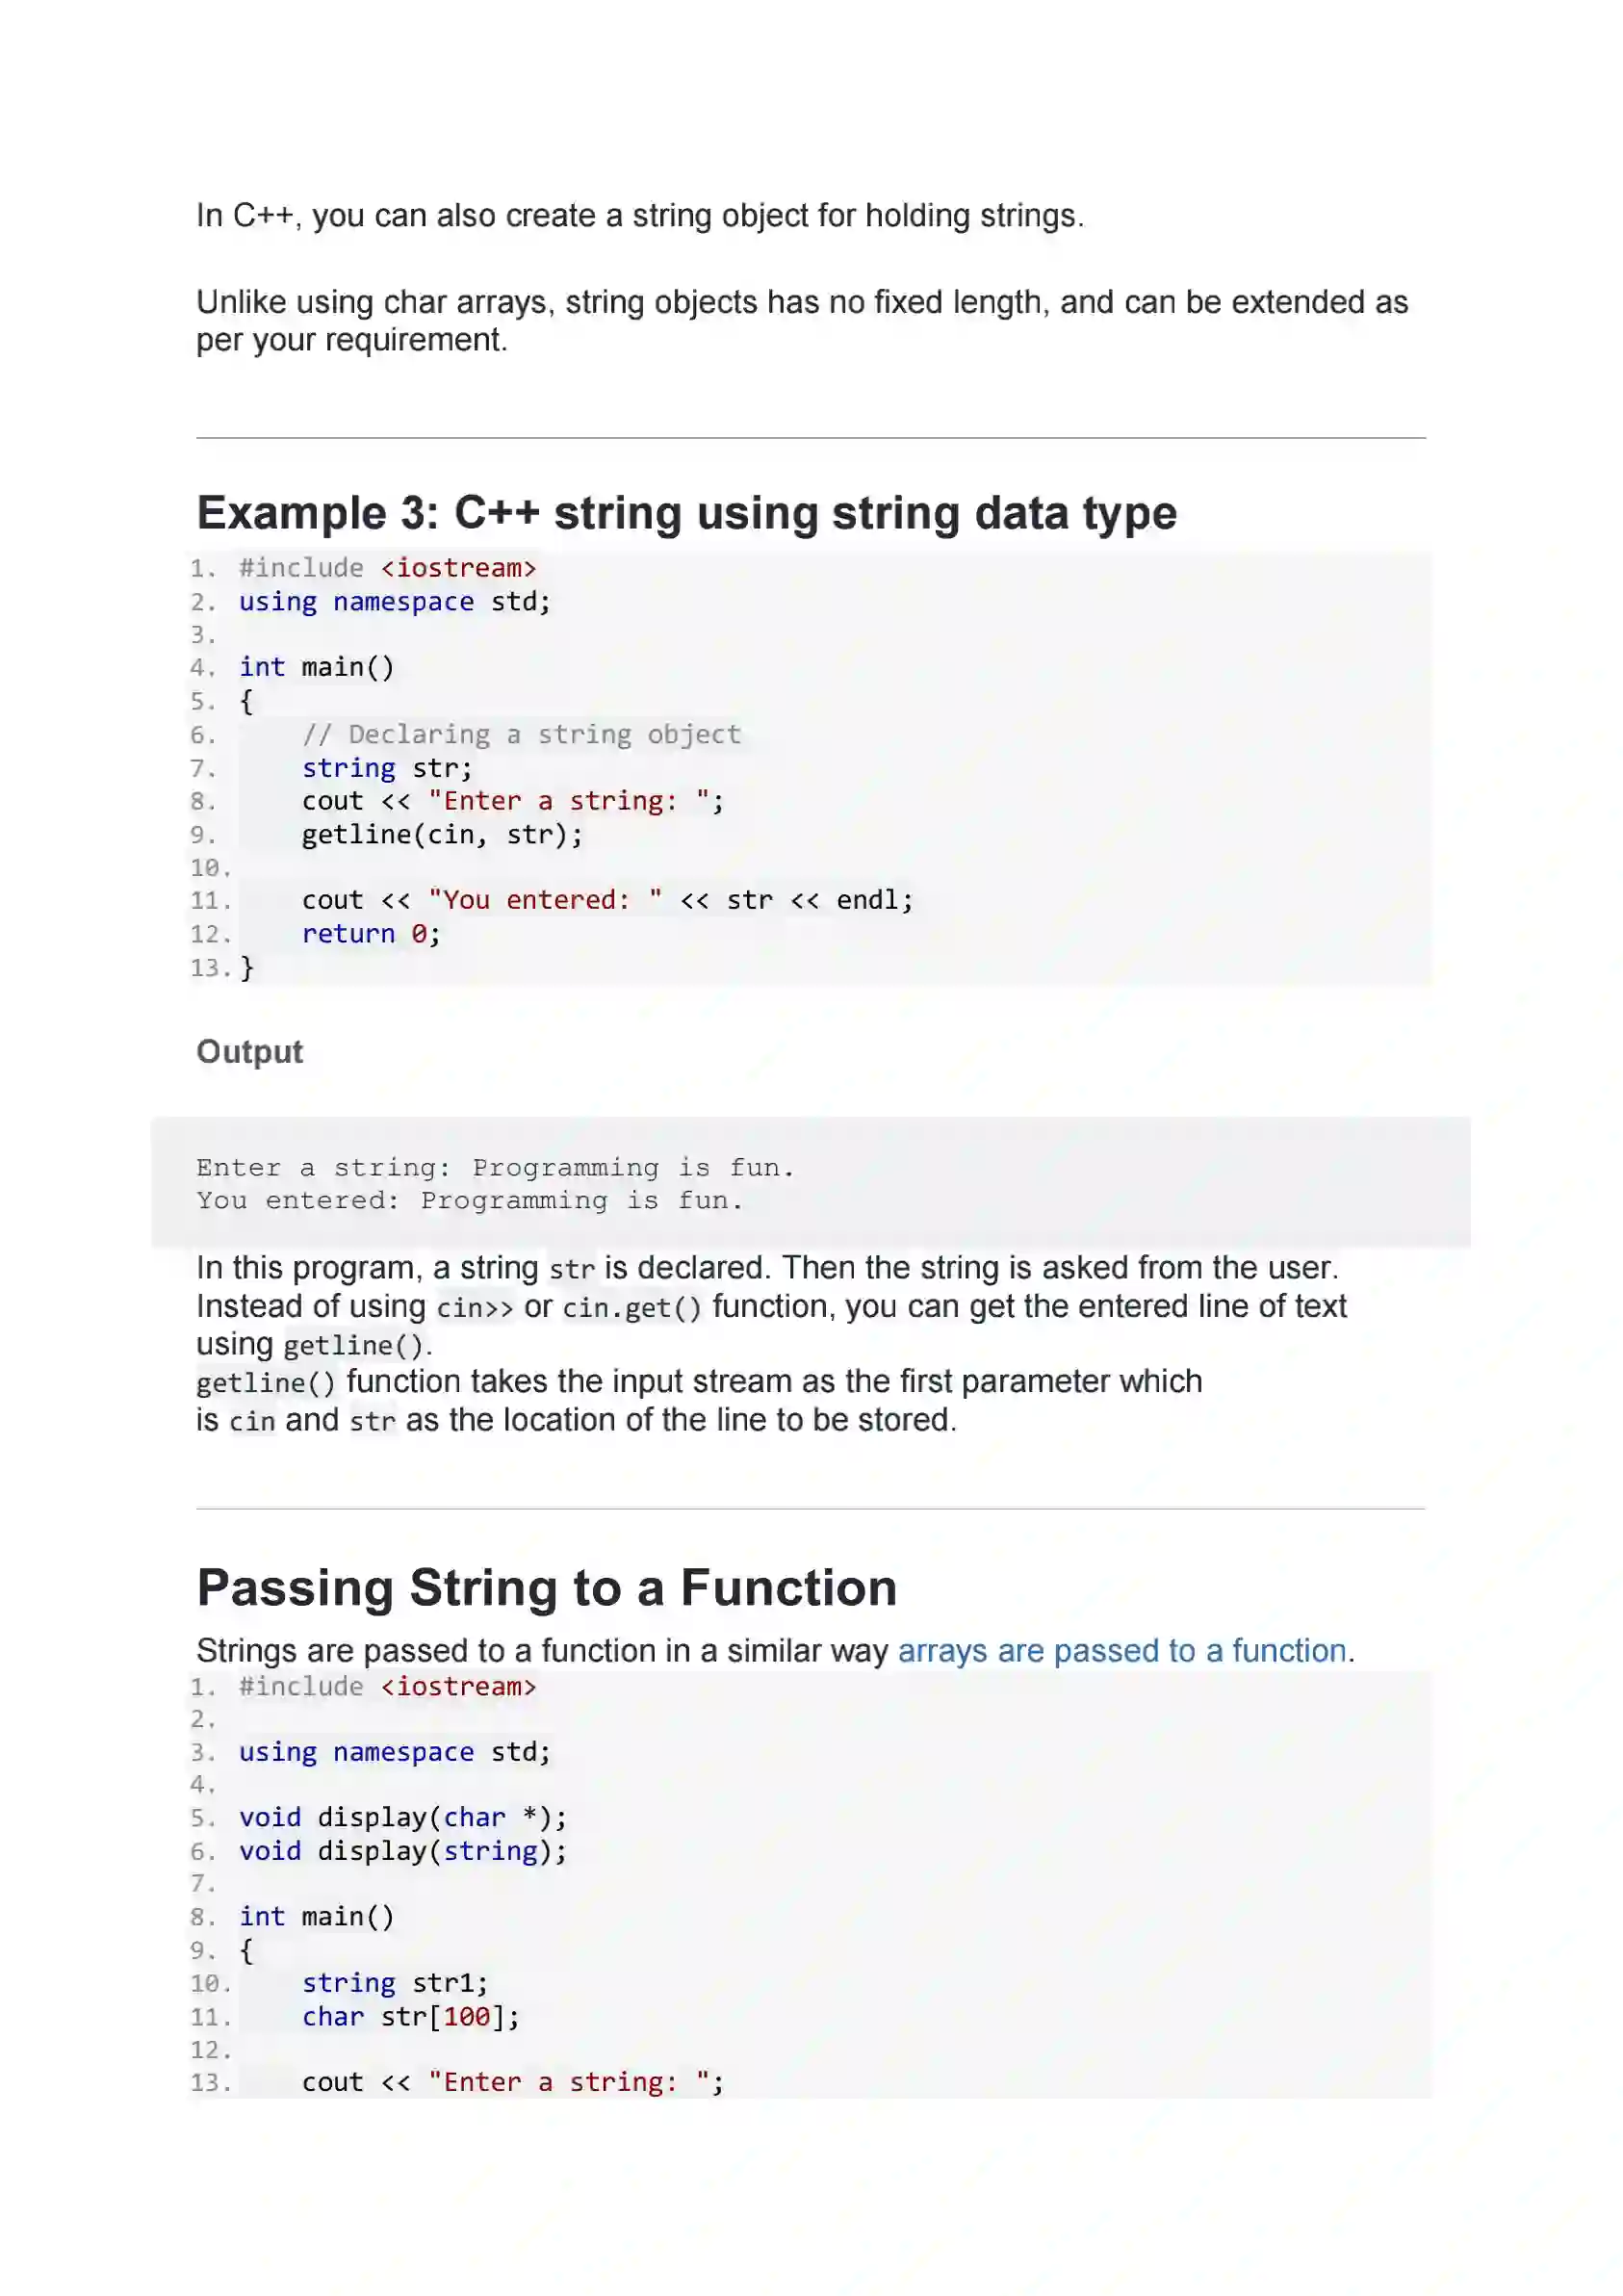 In C++, you can also create a string object for holding strings.
Unlike using char arrays, string objects has no fixed length, and can be extended as
per your requirement.
Example 3: C++ string using string data type
1. #include <iostream>
2. using namespace std;
3.
4. int main()
5. {
6.     // Declaring a string object
7.     string str;
8.     cout << "Enter a string: ";
9.     getline(cin, str);
10.
11.     cout << "You entered: " << str << endl;
12.     return 0;
13. }
Output
Enter a string: Programming is fun.
You entered: Programming is fun.
In this program, a string str is declared. Then the string is asked from the user.
Instead of using cin>> or cin.get() function, you can get the entered line of text
using getline().
getline() function takes the input stream as the first parameter which
is cin and str as the location of the line to be stored.
Passing String to a Function
Strings are passed to a function in a similar way arrays are passed to a function.
1. #include <iostream>
2.
3. using namespace std;
4.
5. void display(char *);
6. void display(string);
7.
8. int main()
9. {
10.     string str1;
11.     char str[100];
12.
13.     cout << "Enter a string: ";